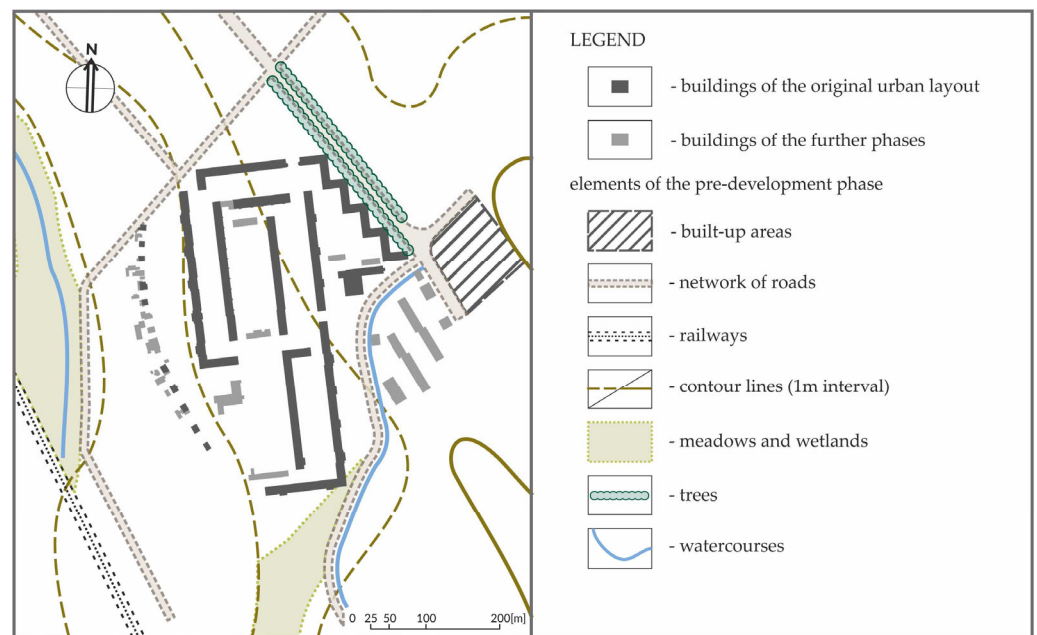 N
LEGEND
- buildings of the original urban layout
- buildings of the further phases
elements of the pre-development phase
- built-up areas
- network of roads
- railways
- contour lines (1m interval)
- meadows and wetlands
- trees
- watercourses
0 25 50 100 200[m]